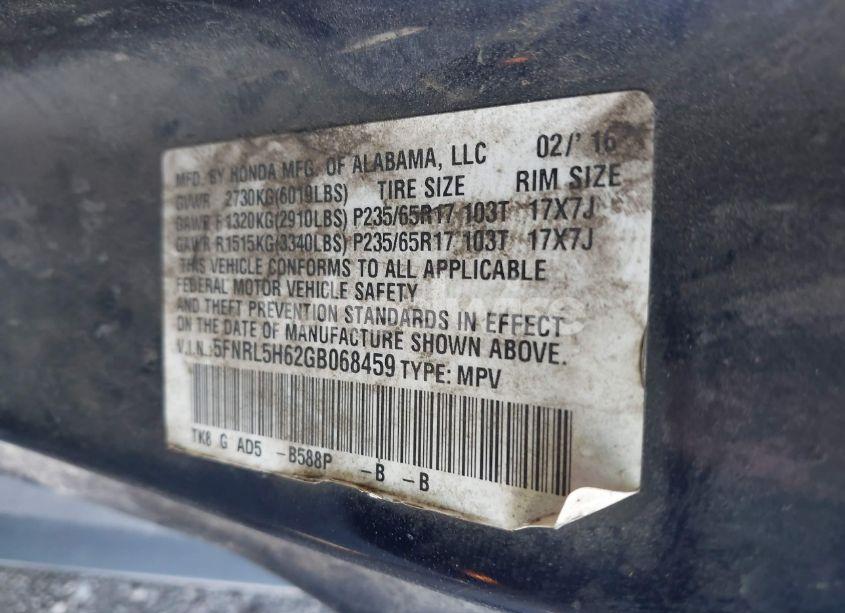 MFD. BY HONDA MFG. OF ALABAMA, LLC 02/'16
GVWR 2730KG(6019LBS) TIRE SIZE RIM SIZE
GAWR F1320KG(2910LBS) P235/65R17 103T 17X7J
GAWR R1515KG(3340LBS) P235/65R17 103T 17X7J
THIS VEHICLE CONFORMS TO ALL APPLICABLE
FEDERAL MOTOR VEHICLE SAFETY
AND THEFT PREVENTION STANDARDS IN EFFECT
ON THE DATE OF MANUFACTURE SHOWN ABOVE.
V.I.N.:5FNRL5H62GB068459 TYPE: MPV
TK8 G AD5 -B588P -B -B